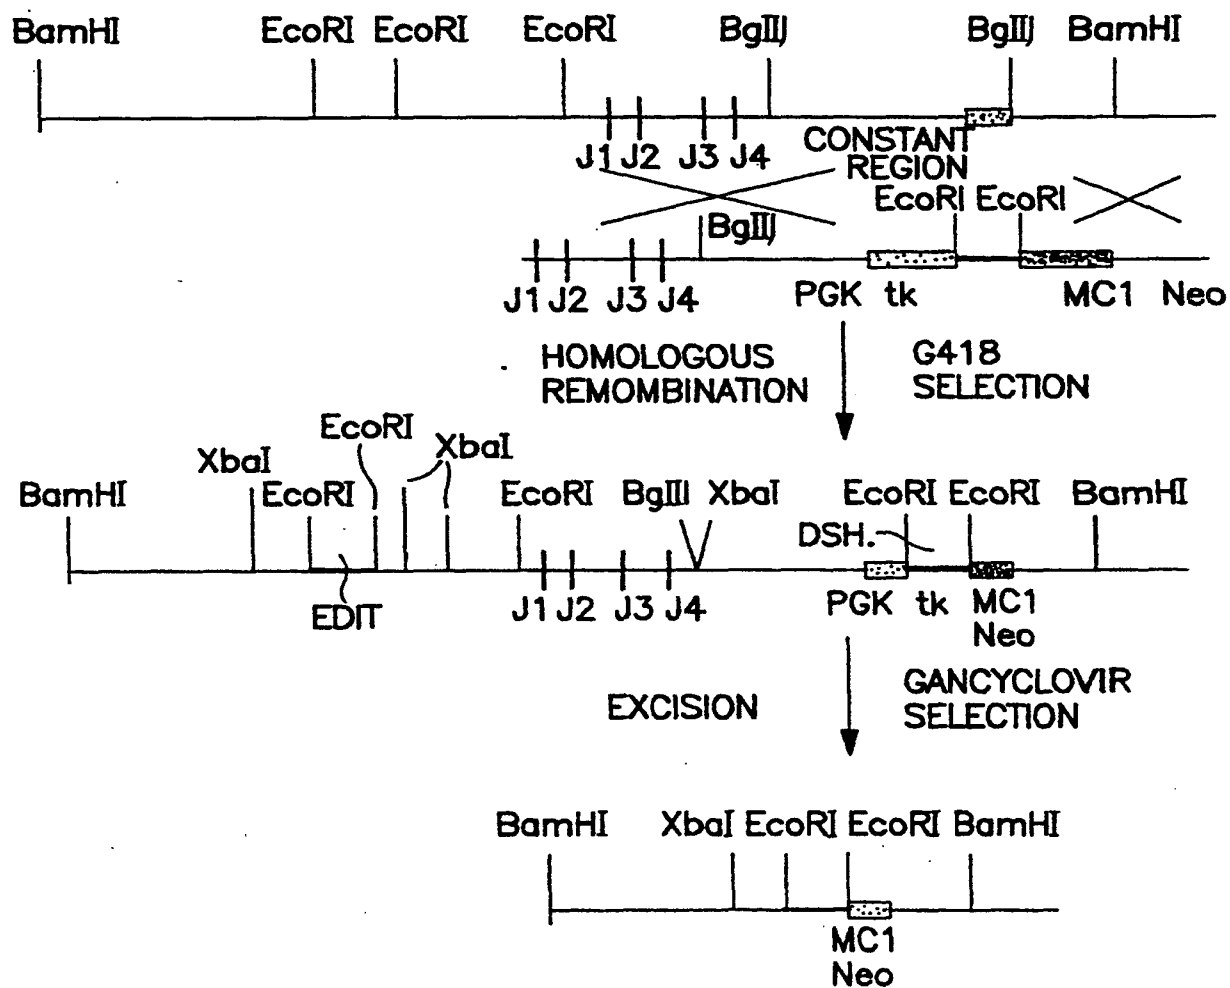 BamHI EcoRI EcoRI EcoRI BglII BglII BamHI
J1 J2 J3 J4 CONSTANT
REGION
EcoRI EcoRI
BglII
J1 J2 J3 J4 PGK tk MC1 Neo
HOMOLOGOUS G418
REMOMBINATION SELECTION
EcoRI
XbaI XbaI
BamHI EcoRI EcoRI BglII XbaI EcoRI EcoRI BamHI
DSH.
EDIT J1 J2 J3 J4 PGK tk MC1
Neo
GANCYCLOVIR
EXCISION SELECTION
BamHI XbaI EcoRI EcoRI BamHI
MC1
Neo